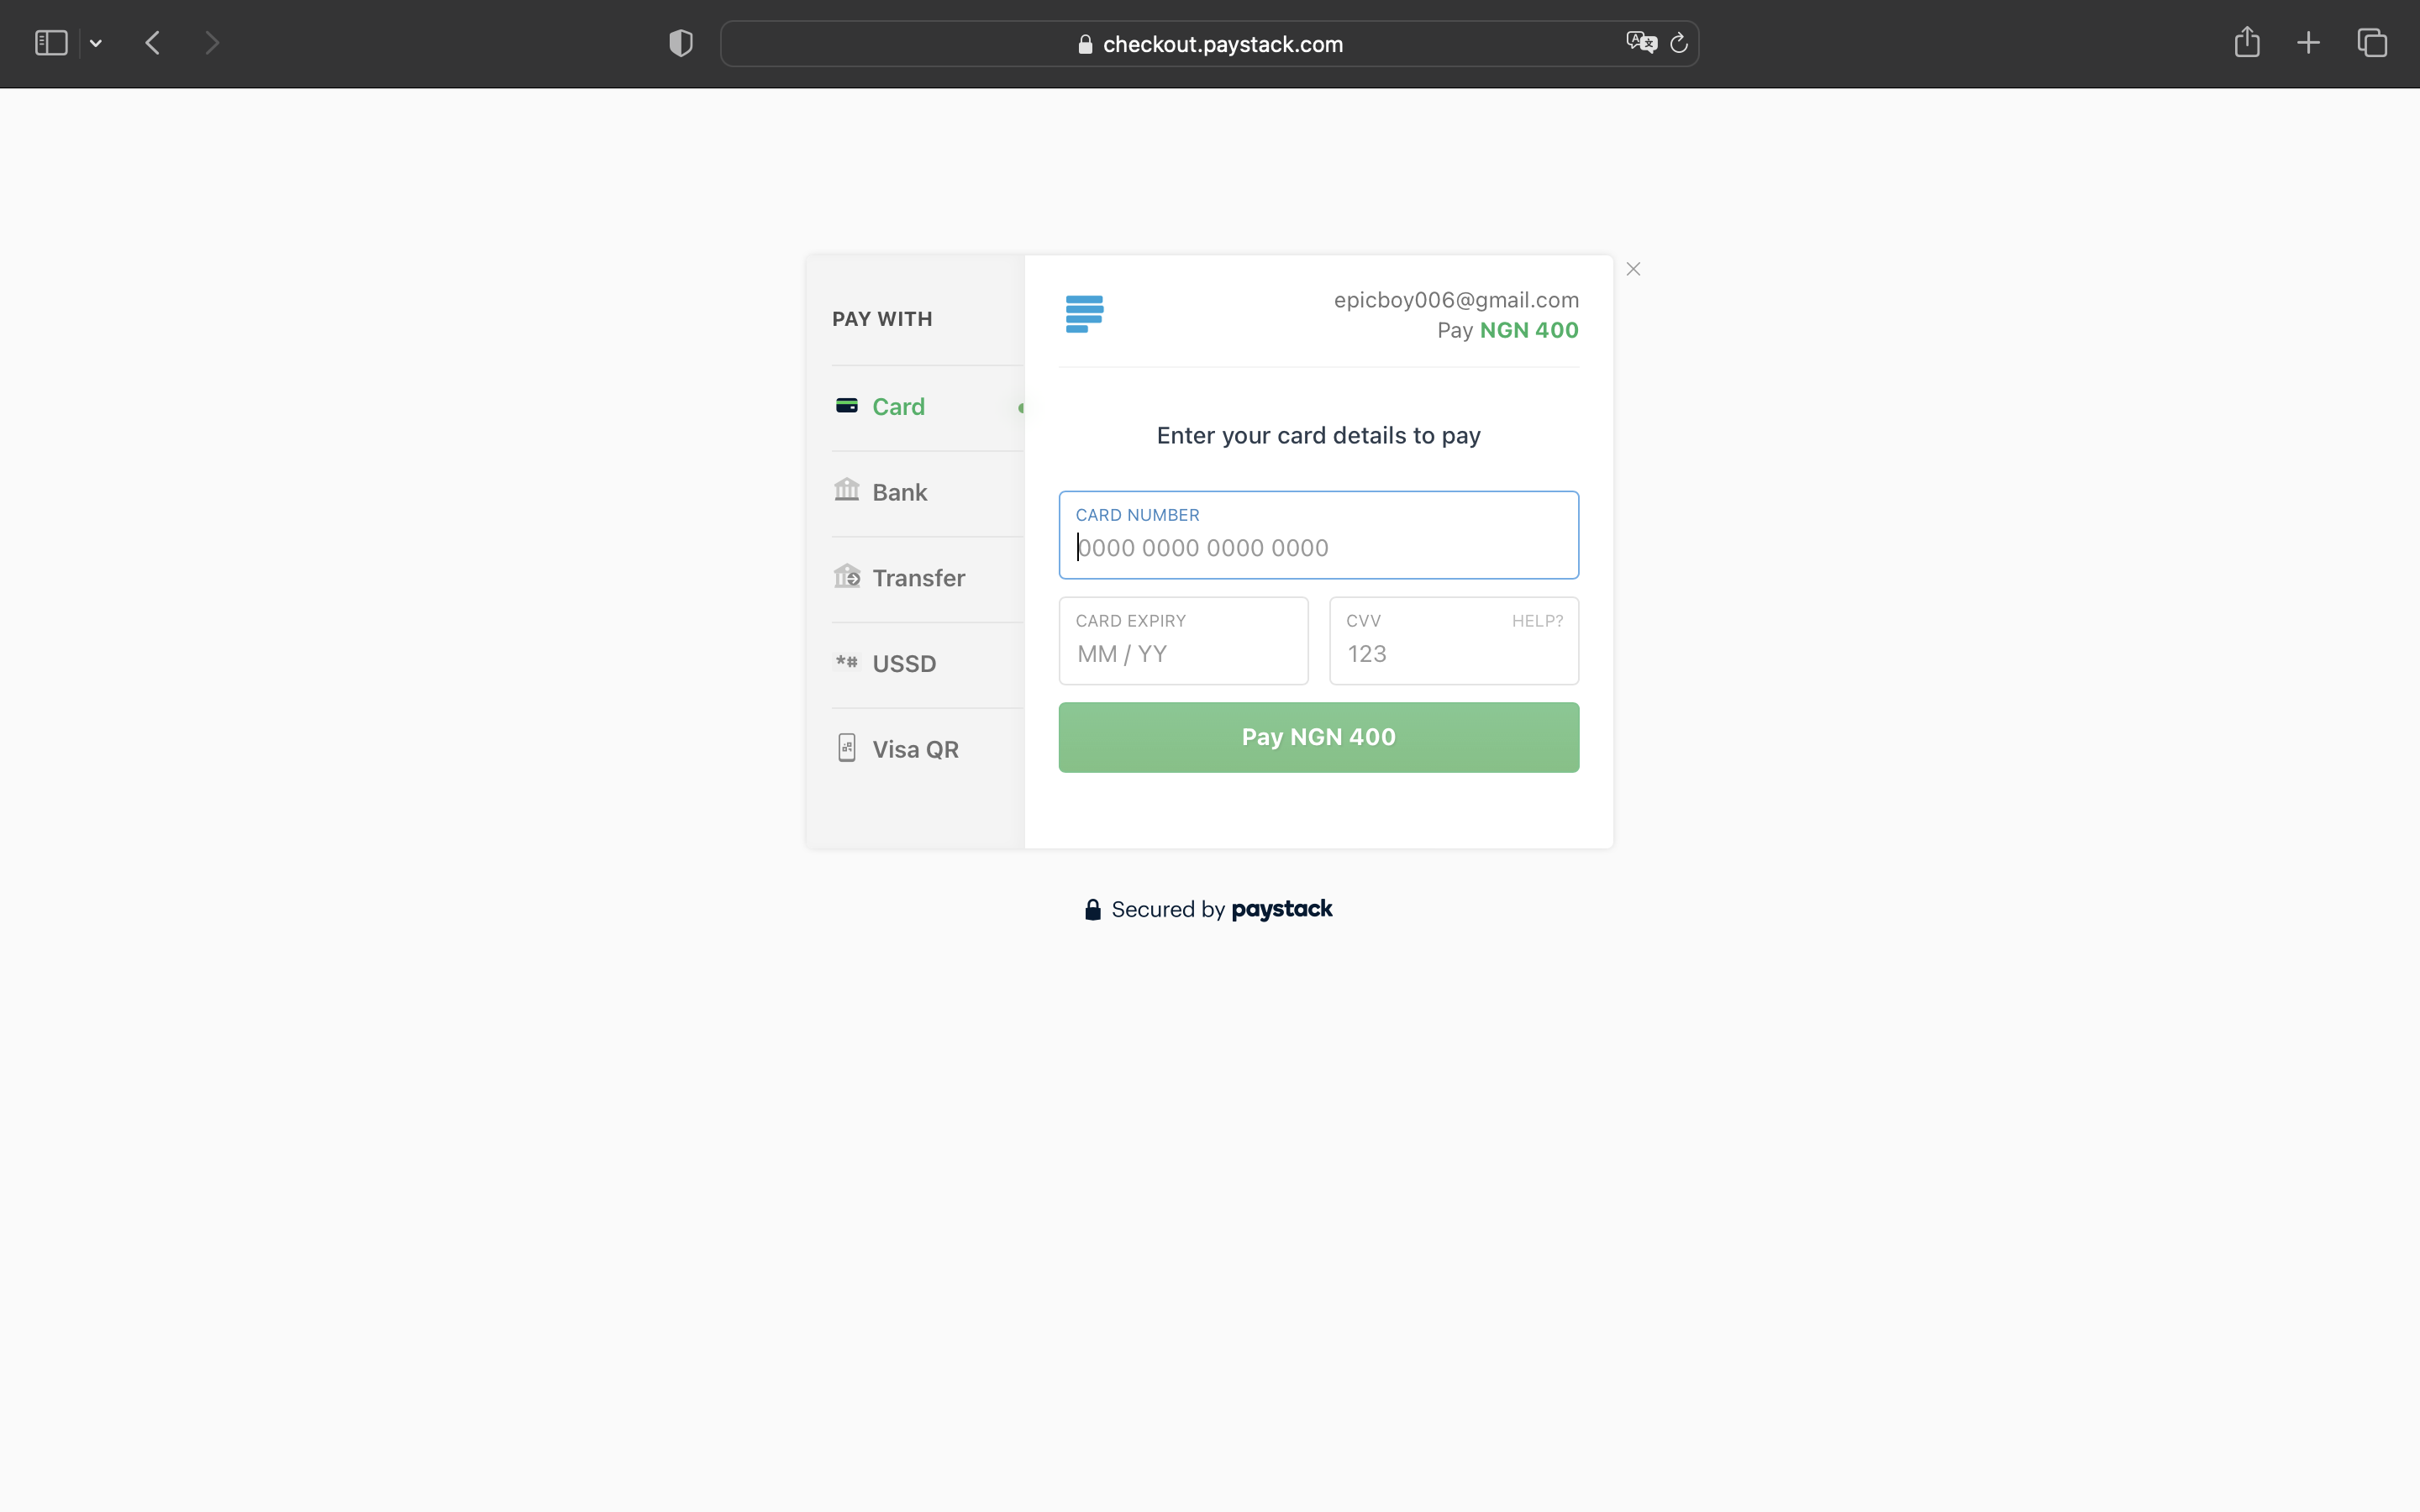 checkout.paystack.com
PAY WITH
Card
Bank
Transfer
*# USSD
Visa QR
epicboy006@gmail.com
Pay NGN 400
Enter your card details to pay
CARD NUMBER
0000 0000 0000 0000
CARD EXPIRY
MM / YY
CVV HELP?
123
Pay NGN 400
Secured by paystack